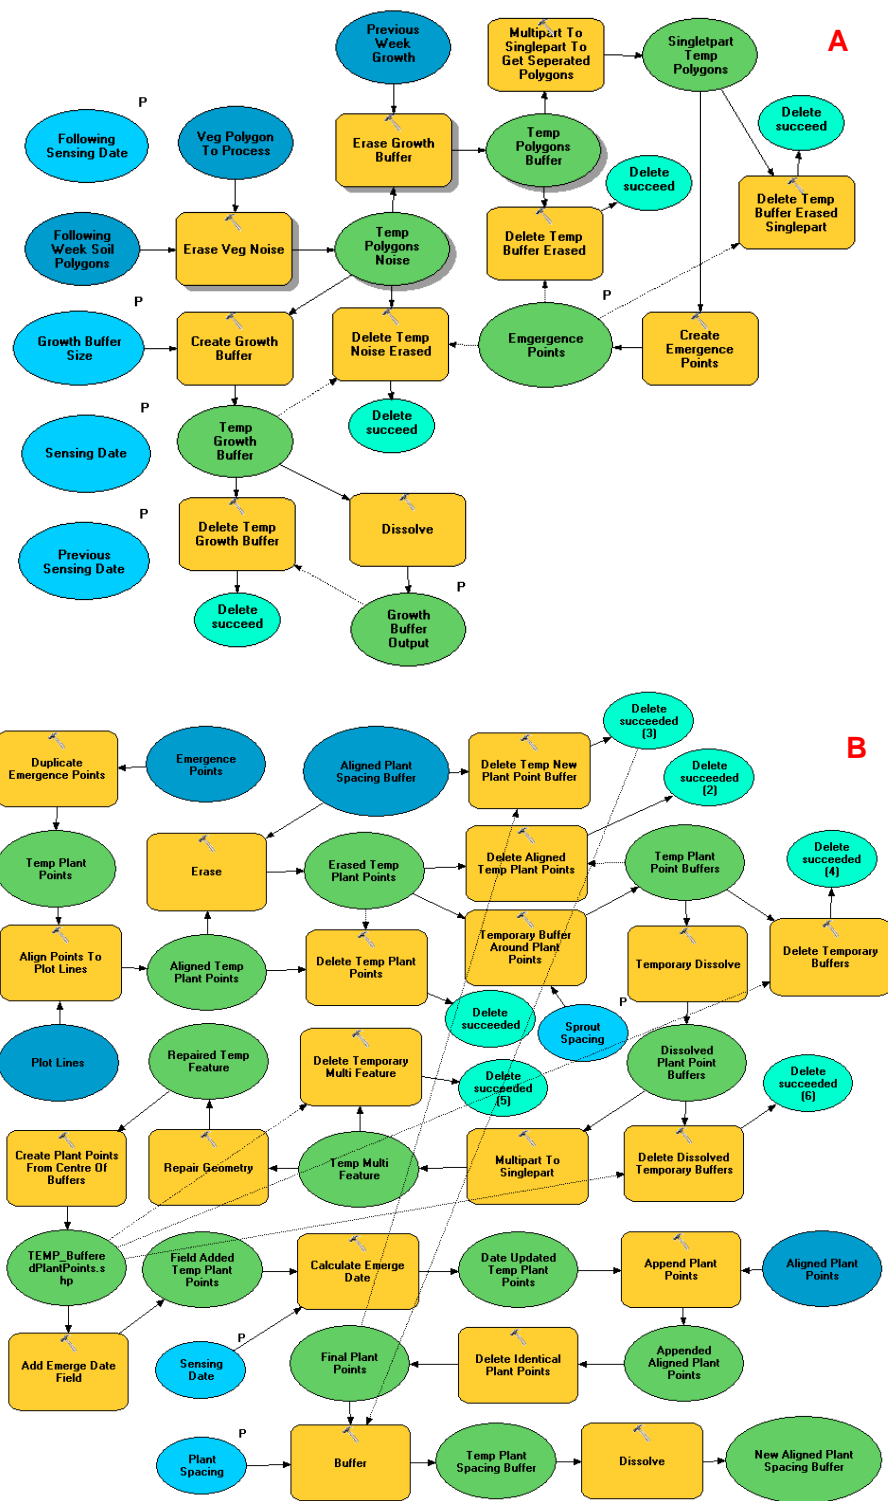 Previous
Week
Growth
Multipart To
Singlepart To
Get Seperated
Polygons
Singletpart
Temp
Polygons
A
P
Following
Sensing Date
Veg Polygon
To Process
Erase Growth
Buffer
Temp
Polygons
Buffer
Delete
succeed
Delete
succeed
Following
Week Soil
Polygons
Erase Veg Noise
Temp
Polygons
Noise
Delete Temp
Buffer Erased
Delete Temp
Buffer Erased
Singlepart
P
Growth Buffer
Size
Create Growth
Buffer
Delete Temp
Noise Erased
P
Emgergence
Points
Create
Emergence
Points
P
Sensing Date
Temp
Growth
Buffer
Delete
succeed
P
Previous
Sensing Date
Delete Temp
Growth Buffer
Dissolve
Delete
succeed
P
Growth
Buffer
Output
B
Duplicate
Emergence Points
Emergence
Points
Aligned Plant
Spacing Buffer
Delete Temp New
Plant Point Buffer
Delete
succeeded
(3)
Delete
succeeded
(2)
Temp Plant
Points
Erase
Erased Temp
Plant Points
Delete Aligned
Temp Plant Points
Temp Plant
Point Buffers
Delete
succeeded
(4)
Align Points To
Plot Lines
Aligned Temp
Plant Points
Delete Temp Plant
Points
Temporary Buffer
Around Plant
Points
Temporary Dissolve
Delete Temporary
Buffers
Plot Lines
Repaired Temp
Feature
Delete Temporary
Multi Feature
Delete
succeeded
P
Sprout
Spacing
Dissolved
Plant Point
Buffers
Delete
succeeded
(5)
Delete
succeeded
(6)
Create Plant Points
From Centre Of
Buffers
Repair Geometry
Temp Multi
Feature
Multipart To
Singlepart
Delete Dissolved
Temporary Buffers
TEMP_Buffere
dPlantPoints.s
hp
Field Added
Temp Plant
Points
Calculate Emerge
Date
Date Updated
Temp Plant
Points
Append Plant
Points
Aligned Plant
Points
Add Emerge Date
Field
P
Sensing
Date
Final Plant
Points
Delete Identical
Plant Points
Appended
Aligned Plant
Points
P
Plant
Spacing
Buffer
Temp Plant
Spacing Buffer
Dissolve
New Aligned Plant
Spacing Buffer